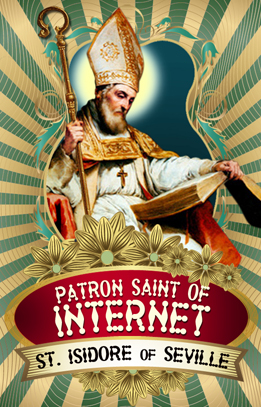 PATRON SAINT OF
INTERNET
ST. ISIDORE OF SEVILLE